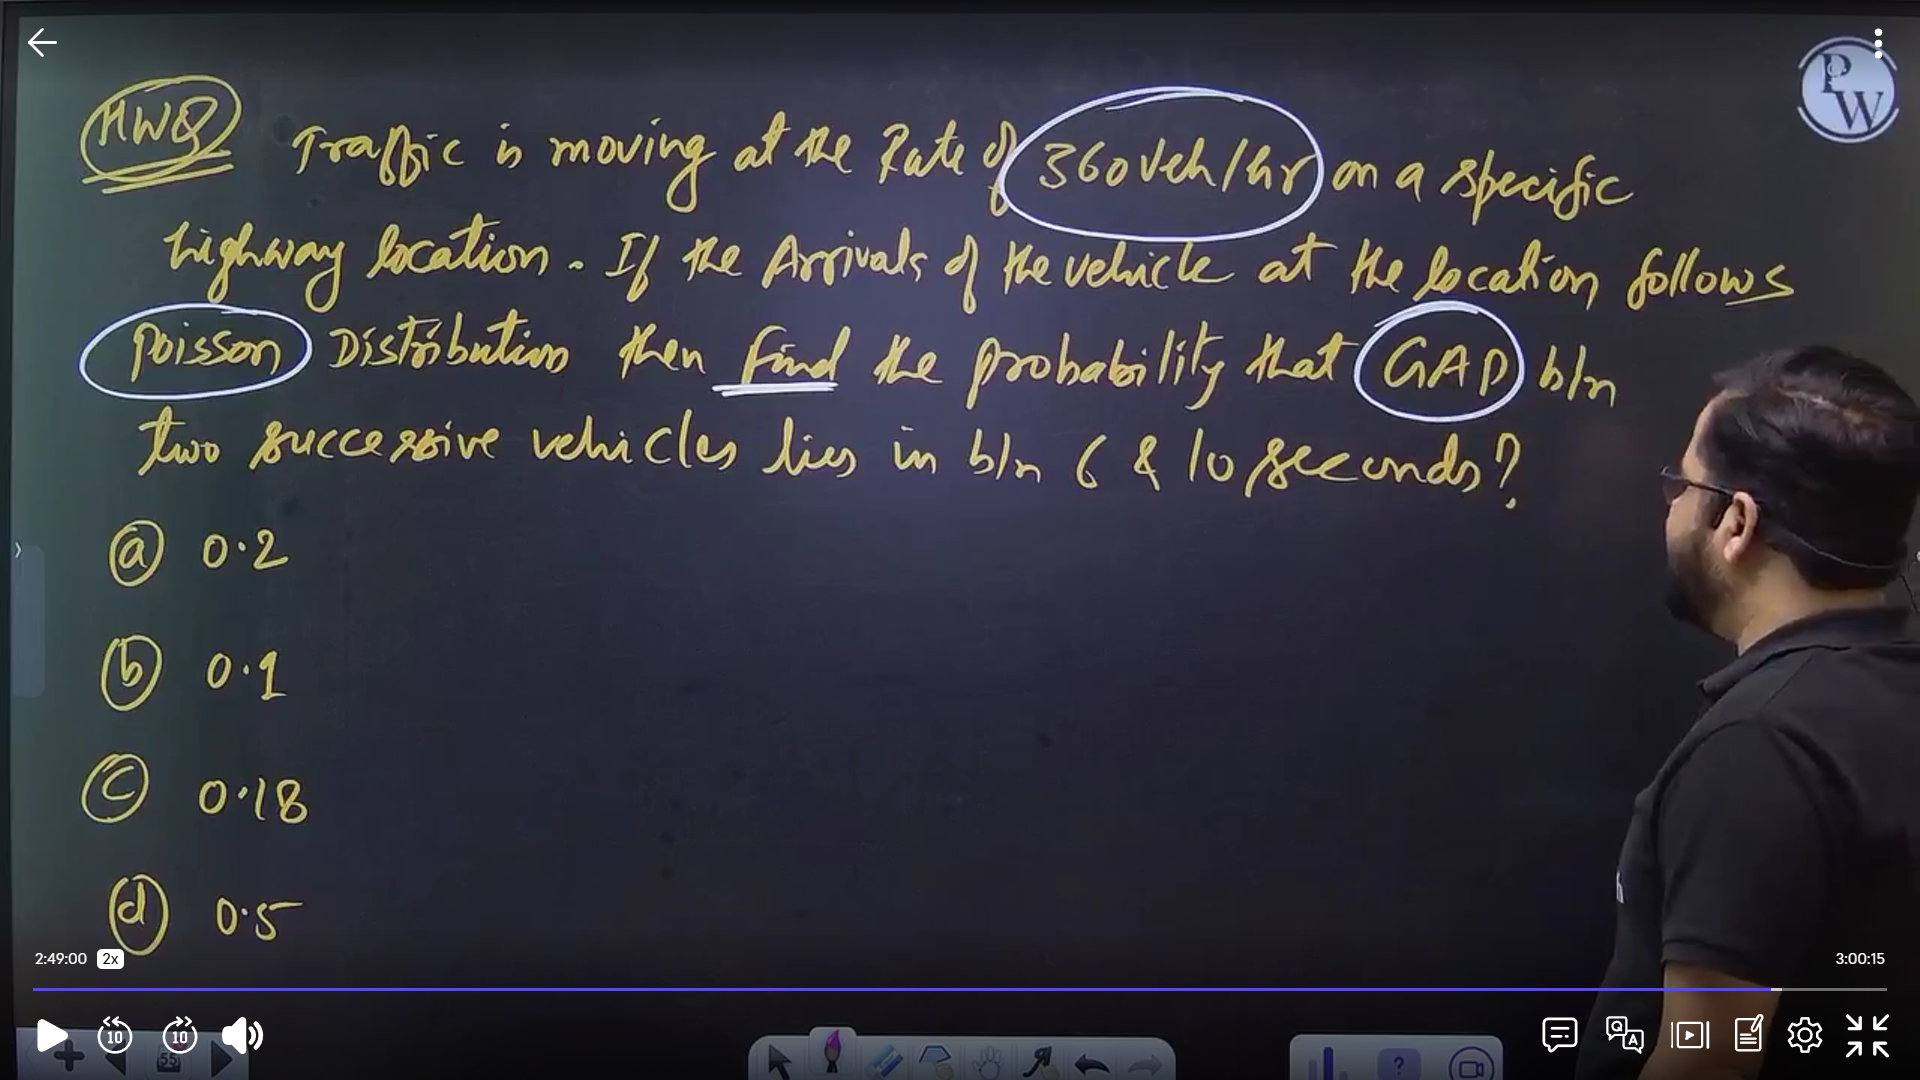 HWQ Traffic is moving at the Rate of 360 Veh/hr on a specific
highway location. If the Arrivals of the vehicle at the location follows
Poisson Distribution then Find the probability that GAP b/n
two successive vehicles lies in b/n 6 & 10 seconds?
(a) 0.2
(b) 0.1
(c) 0.18
(d) 0.5
PW
2:49:00 2x 3:00:15
10 10
55
Q A
?